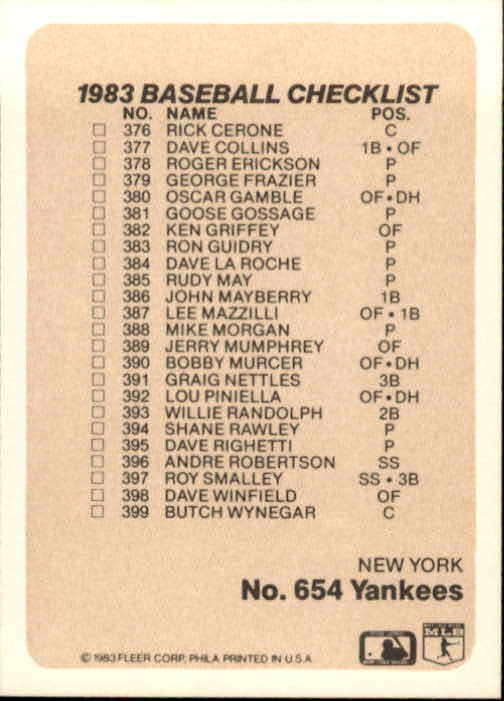 1983 BASEBALL CHECKLIST
NO. NAME POS.
376 RICK CERONE C
377 DAVE COLLINS 1B • OF
378 ROGER ERICKSON P
379 GEORGE FRAZIER P
380 OSCAR GAMBLE OF • DH
381 GOOSE GOSSAGE P
382 KEN GRIFFEY OF
383 RON GUIDRY P
384 DAVE LA ROCHE P
385 RUDY MAY P
386 JOHN MAYBERRY 1B
387 LEE MAZZILLI OF • 1B
388 MIKE MORGAN P
389 JERRY MUMPHREY OF
390 BOBBY MURCER OF • DH
391 GRAIG NETTLES 3B
392 LOU PINIELLA OF • DH
393 WILLIE RANDOLPH 2B
394 SHANE RAWLEY P
395 DAVE RIGHETTI P
396 ANDRE ROBERTSON SS
397 ROY SMALLEY SS • 3B
398 DAVE WINFIELD OF
399 BUTCH WYNEGAR C
NEW YORK
No. 654 Yankees
© 1983 FLEER CORP., PHILA. PRINTED IN U.S.A.
MLB